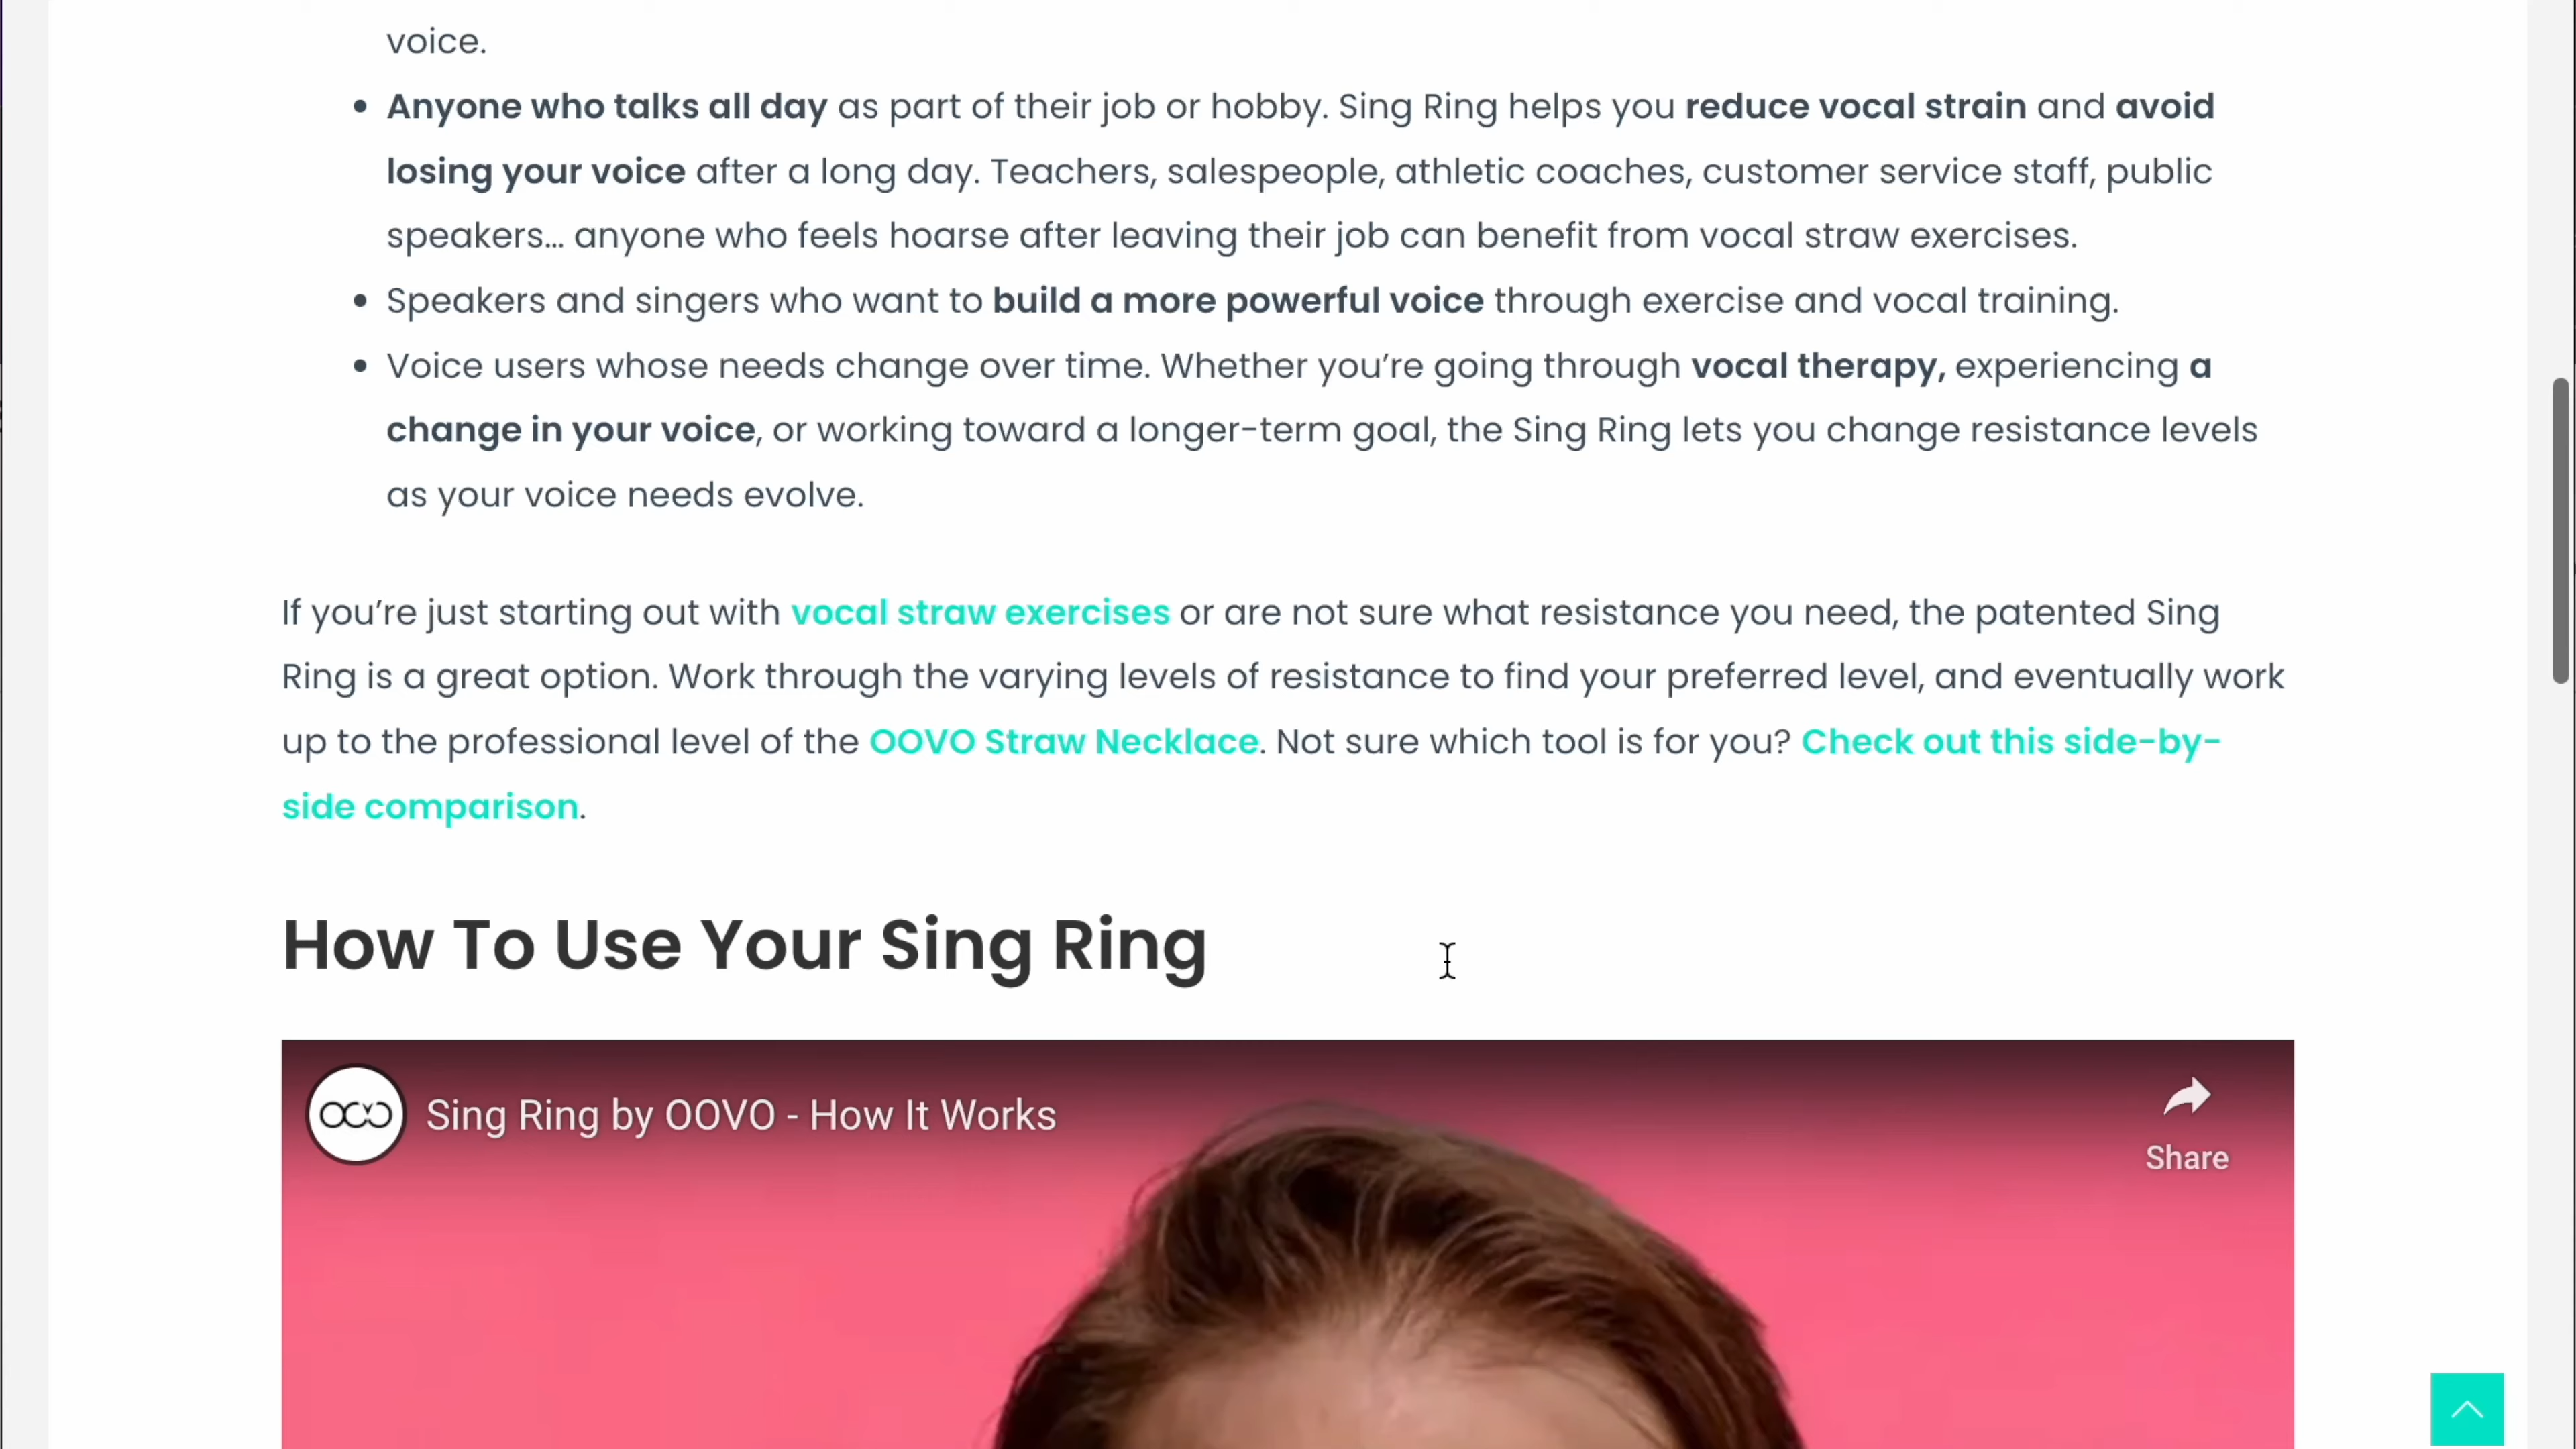 voice.
• Anyone who talks all day as part of their job or hobby. Sing Ring helps you reduce vocal strain and avoid
losing your voice after a long day. Teachers, salespeople, athletic coaches, customer service staff, public
speakers… anyone who feels hoarse after leaving their job can benefit from vocal straw exercises.
• Speakers and singers who want to build a more powerful voice through exercise and vocal training.
• Voice users whose needs change over time. Whether you’re going through vocal therapy, experiencing a
change in your voice, or working toward a longer-term goal, the Sing Ring lets you change resistance levels
as your voice needs evolve.
If you’re just starting out with vocal straw exercises or are not sure what resistance you need, the patented Sing
Ring is a great option. Work through the varying levels of resistance to find your preferred level, and eventually work
up to the professional level of the OOVO Straw Necklace. Not sure which tool is for you? Check out this side-by-
side comparison.
How To Use Your Sing Ring
OOVO Sing Ring by OOVO - How It Works
Share